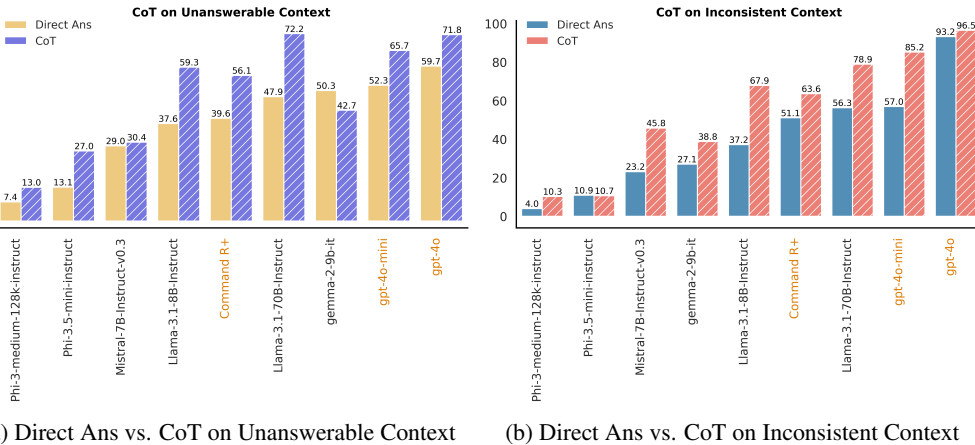 CoT on Unanswerable Context
Direct Ans
CoT
7.4
13.0
13.1
27.0
29.0
30.4
37.6
59.3
39.6
56.1
47.9
72.2
50.3
42.7
52.3
65.7
59.7
71.8
Phi-3-medium-128k-instruct
Phi-3.5-mini-instruct
Mistral-7B-Instruct-v0.3
Llama-3.1-8B-Instruct
Command R+
Llama-3.1-70B-Instruct
gemma-2-9b-it
gpt-4o-mini
gpt-4o
) Direct Ans vs. CoT on Unanswerable Context
CoT on Inconsistent Context
Direct Ans
CoT
100
80
60
40
20
0
4.0
10.3
10.9
10.7
23.2
45.8
27.1
38.8
37.2
67.9
51.1
63.6
56.3
78.9
57.0
85.2
93.2
96.5
Phi-3-medium-128k-instruct
Phi-3.5-mini-instruct
Mistral-7B-Instruct-v0.3
gemma-2-9b-it
Llama-3.1-8B-Instruct
Command R+
Llama-3.1-70B-Instruct
gpt-4o-mini
gpt-4o
(b) Direct Ans vs. CoT on Inconsistent Context